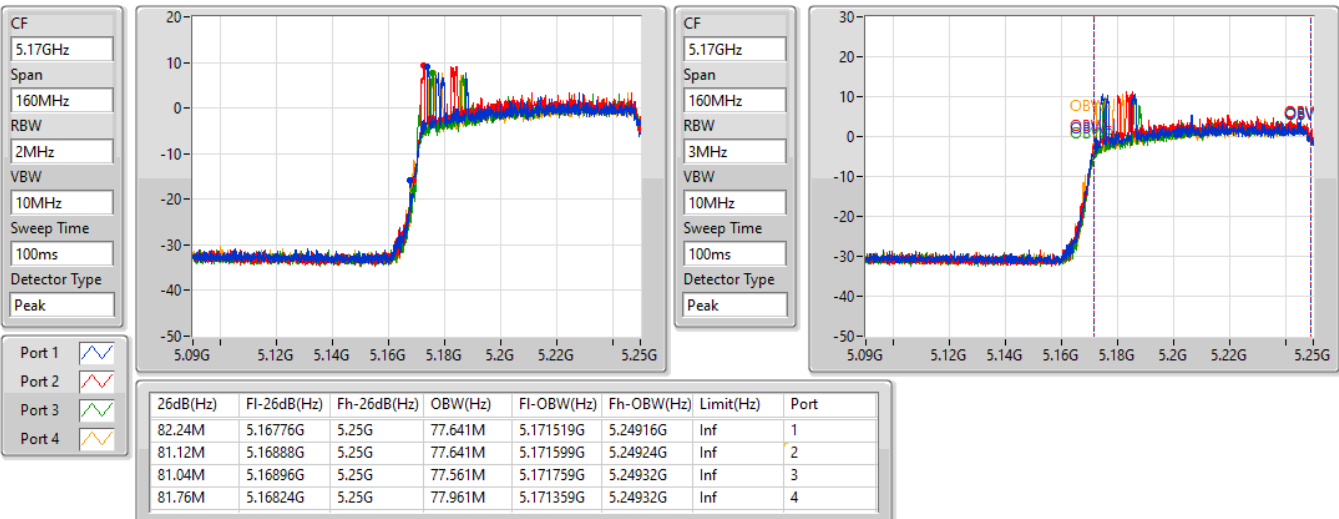 CF
5.17GHz
Span
160MHz
RBW
2MHz
VBW
10MHz
Sweep Time
100ms
Detector Type
Peak
20
10
0
-10
-20
-30
-40
-50
5.09G 5.12G 5.14G 5.16G 5.18G 5.2G 5.22G 5.25G
CF
5.17GHz
Span
160MHz
RBW
3MHz
VBW
10MHz
Sweep Time
100ms
Detector Type
Peak
30
20
10
0
-10
-20
-30
-40
-50
5.09G 5.12G 5.14G 5.16G 5.18G 5.2G 5.22G 5.25G
Port 1
Port 2
Port 3
Port 4
26dB(Hz) Fl-26dB(Hz) Fh-26dB(Hz) OBW(Hz) Fl-OBW(Hz) Fh-OBW(Hz) Limit(Hz) Port
82.24M 5.16776G 5.25G 77.641M 5.171519G 5.24916G Inf 1
81.12M 5.16888G 5.25G 77.641M 5.171599G 5.24924G Inf 2
81.04M 5.16896G 5.25G 77.561M 5.171759G 5.24932G Inf 3
81.76M 5.16824G 5.25G 77.961M 5.171359G 5.24932G Inf 4